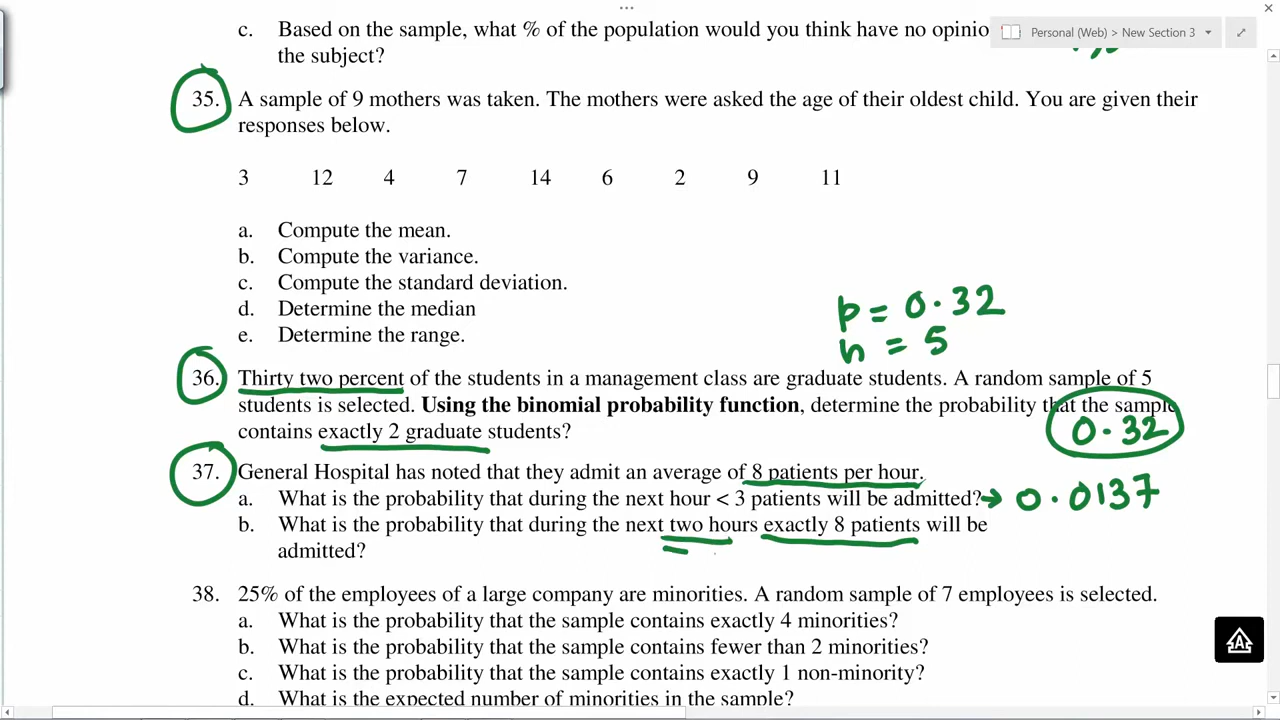 c. Based on the sample, what % of the population would you think have no opinio
the subject?
Personal (Web) > New Section 3
35. A sample of 9 mothers was taken. The mothers were asked the age of their oldest child. You are given their
responses below.
3 12 4 7 14 6 2 9 11
a. Compute the mean.
b. Compute the variance.
c. Compute the standard deviation.
d. Determine the median
e. Determine the range.
p = 0.32
n = 5
36. Thirty two percent of the students in a management class are graduate students. A random sample of 5
students is selected. Using the binomial probability function, determine the probability that the sample
contains exactly 2 graduate students?
0.32
37. General Hospital has noted that they admit an average of 8 patients per hour.
a. What is the probability that during the next hour < 3 patients will be admitted? → 0.0137
b. What is the probability that during the next two hours exactly 8 patients will be
admitted?
38. 25% of the employees of a large company are minorities. A random sample of 7 employees is selected.
a. What is the probability that the sample contains exactly 4 minorities?
b. What is the probability that the sample contains fewer than 2 minorities?
c. What is the probability that the sample contains exactly 1 non-minority?
d. What is the expected number of minorities in the sample?
A